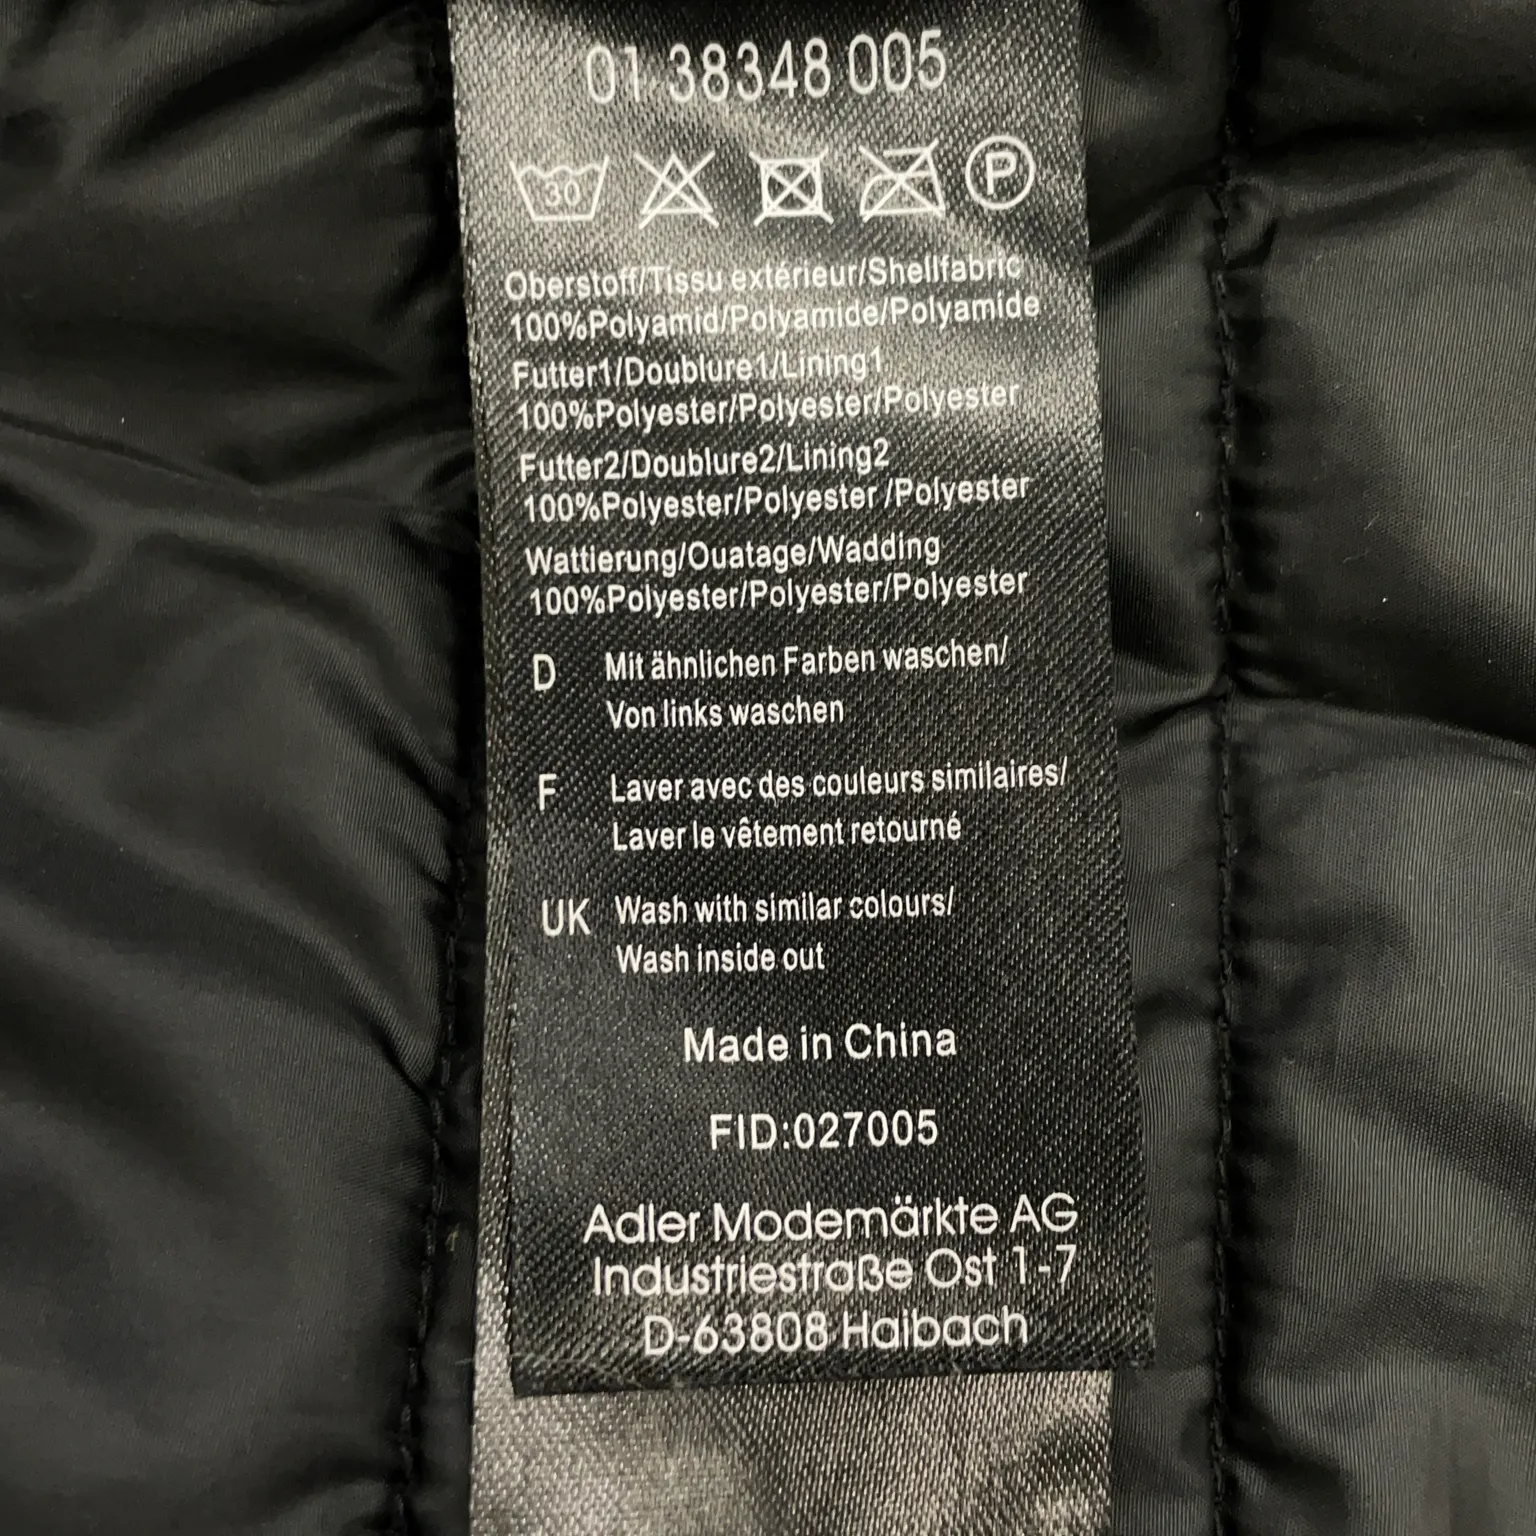 01 38348 005
30 P
Oberstoff/Tissu extérieur/Shellfabric
100%Polyamid/Polyamide/Polyamide
Futter1/Doublure1/Lining1
100%Polyester/Polyester/Polyester
Futter2/Doublure2/Lining2
100%Polyester/Polyester /Polyester
Wattierung/Ouatage/Wadding
100%Polyester/Polyester/Polyester
D Mit ähnlichen Farben waschen/
Von links waschen
F Laver avec des couleurs similaires/
Laver le vêtement retourné
UK Wash with similar colours/
Wash inside out
Made in China
FID:027005
Adler Modemärkte AG
Industriestraße Ost 1-7
D-63808 Haibach